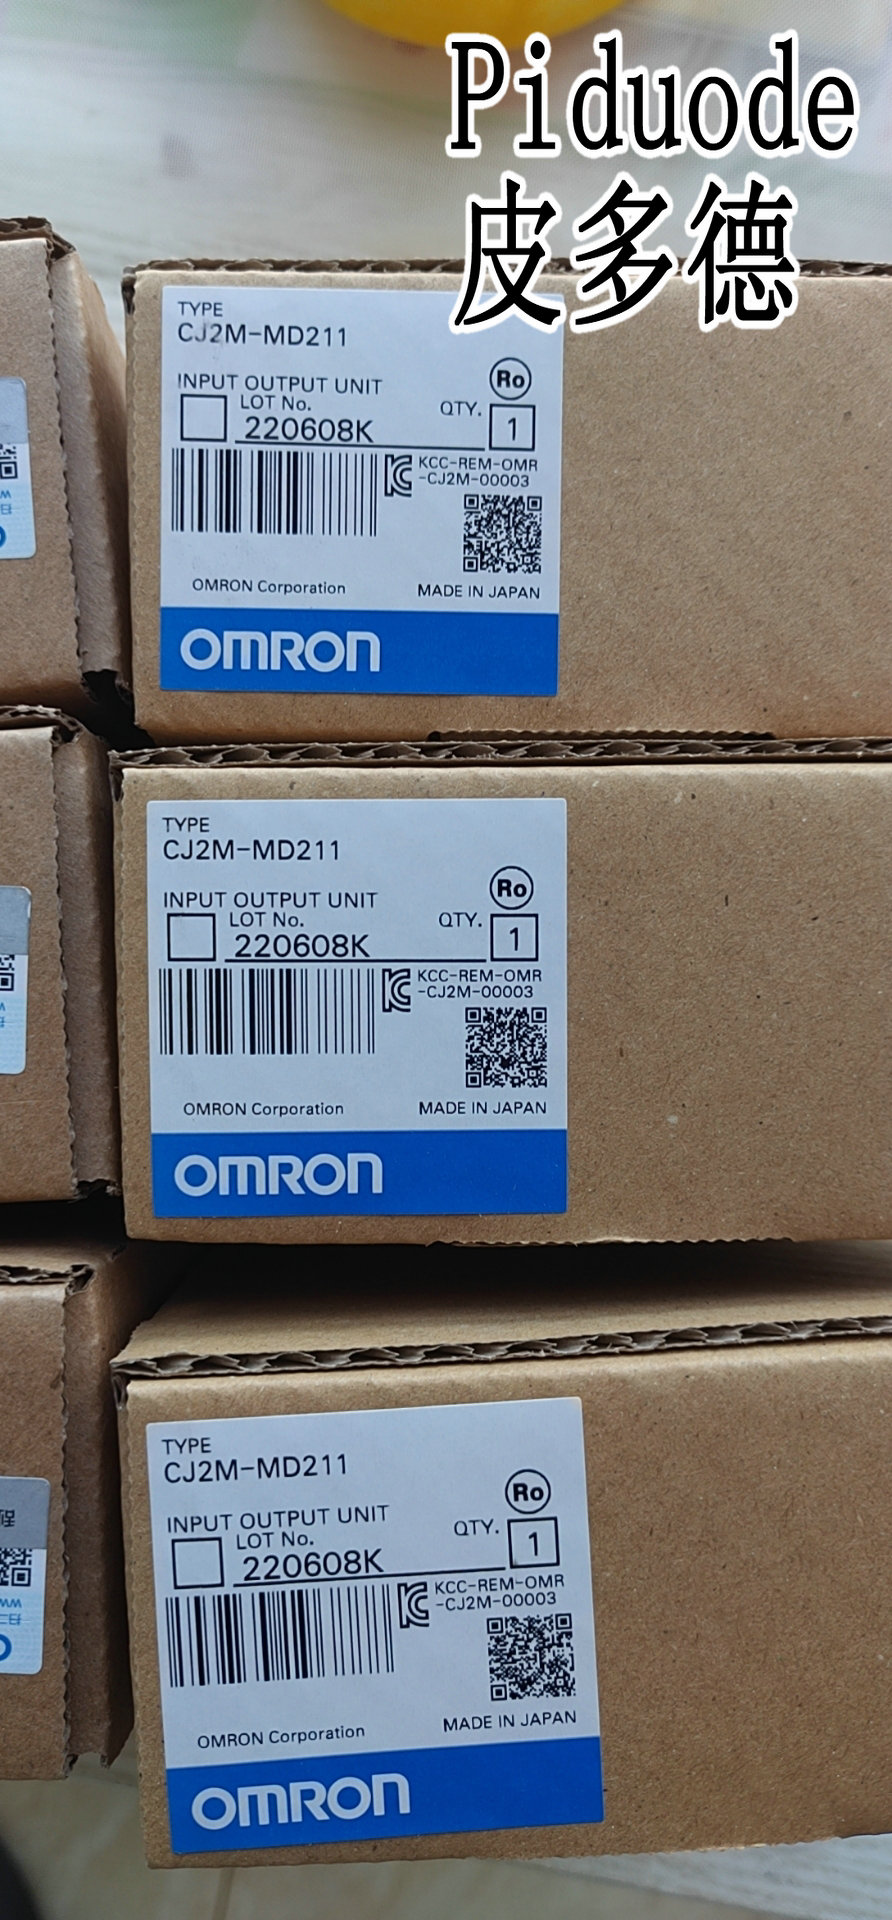 Piduode
皮多德
TYPE
CJ2M-MD211
INPUT OUTPUT UNIT
Ro
LOT No.
QTY.
220608K
1
KCC-REM-OMR
-CJ2M-00003
OMRON Corporation
MADE IN JAPAN
OMRON
TYPE
CJ2M-MD211
INPUT OUTPUT UNIT
Ro
LOT No.
QTY.
220608K
1
KCC-REM-OMR
-CJ2M-00003
OMRON Corporation
MADE IN JAPAN
OMRON
TYPE
CJ2M-MD211
INPUT OUTPUT UNIT
Ro
LOT No.
QTY.
220608K
1
KCC-REM-OMR
-CJ2M-00003
OMRON Corporation
MADE IN JAPAN
OMRON